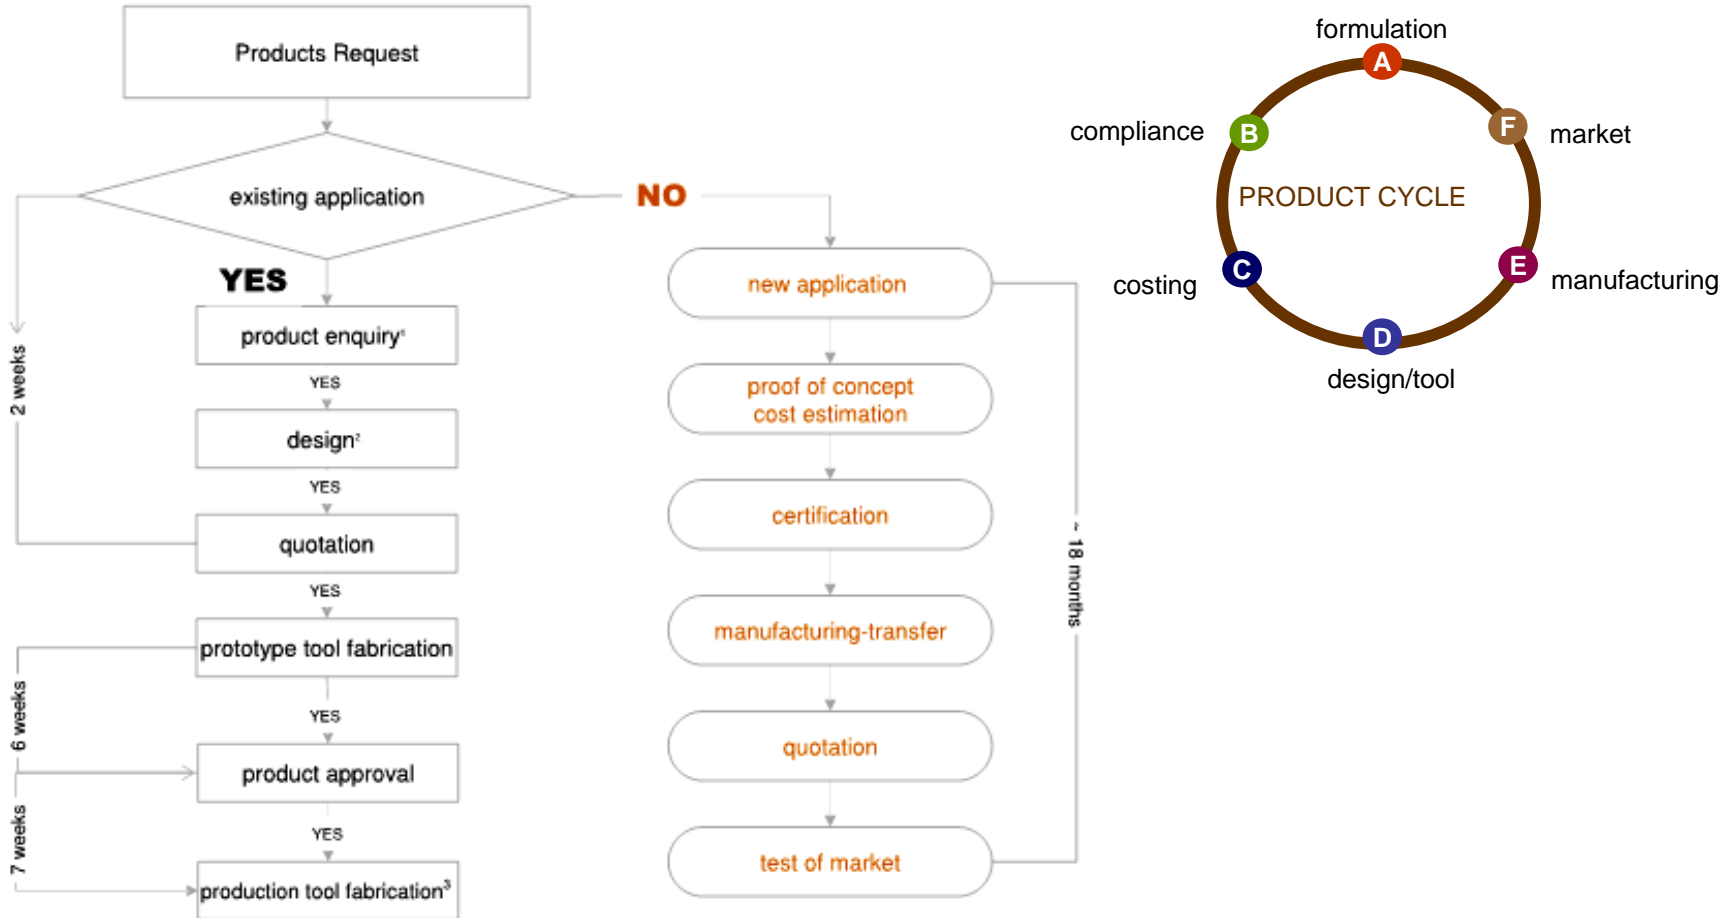 Products Request
existing application
NO
YES
product enquiry¹
YES
design²
YES
quotation
YES
prototype tool fabrication
YES
product approval
YES
production tool fabrication³
2 weeks
6 weeks
7 weeks
new application
proof of concept
cost estimation
certification
manufacturing-transfer
quotation
test of market
~ 18 months
formulation
A
compliance
B
F
market
PRODUCT CYCLE
costing
C
E
manufacturing
D
design/tool